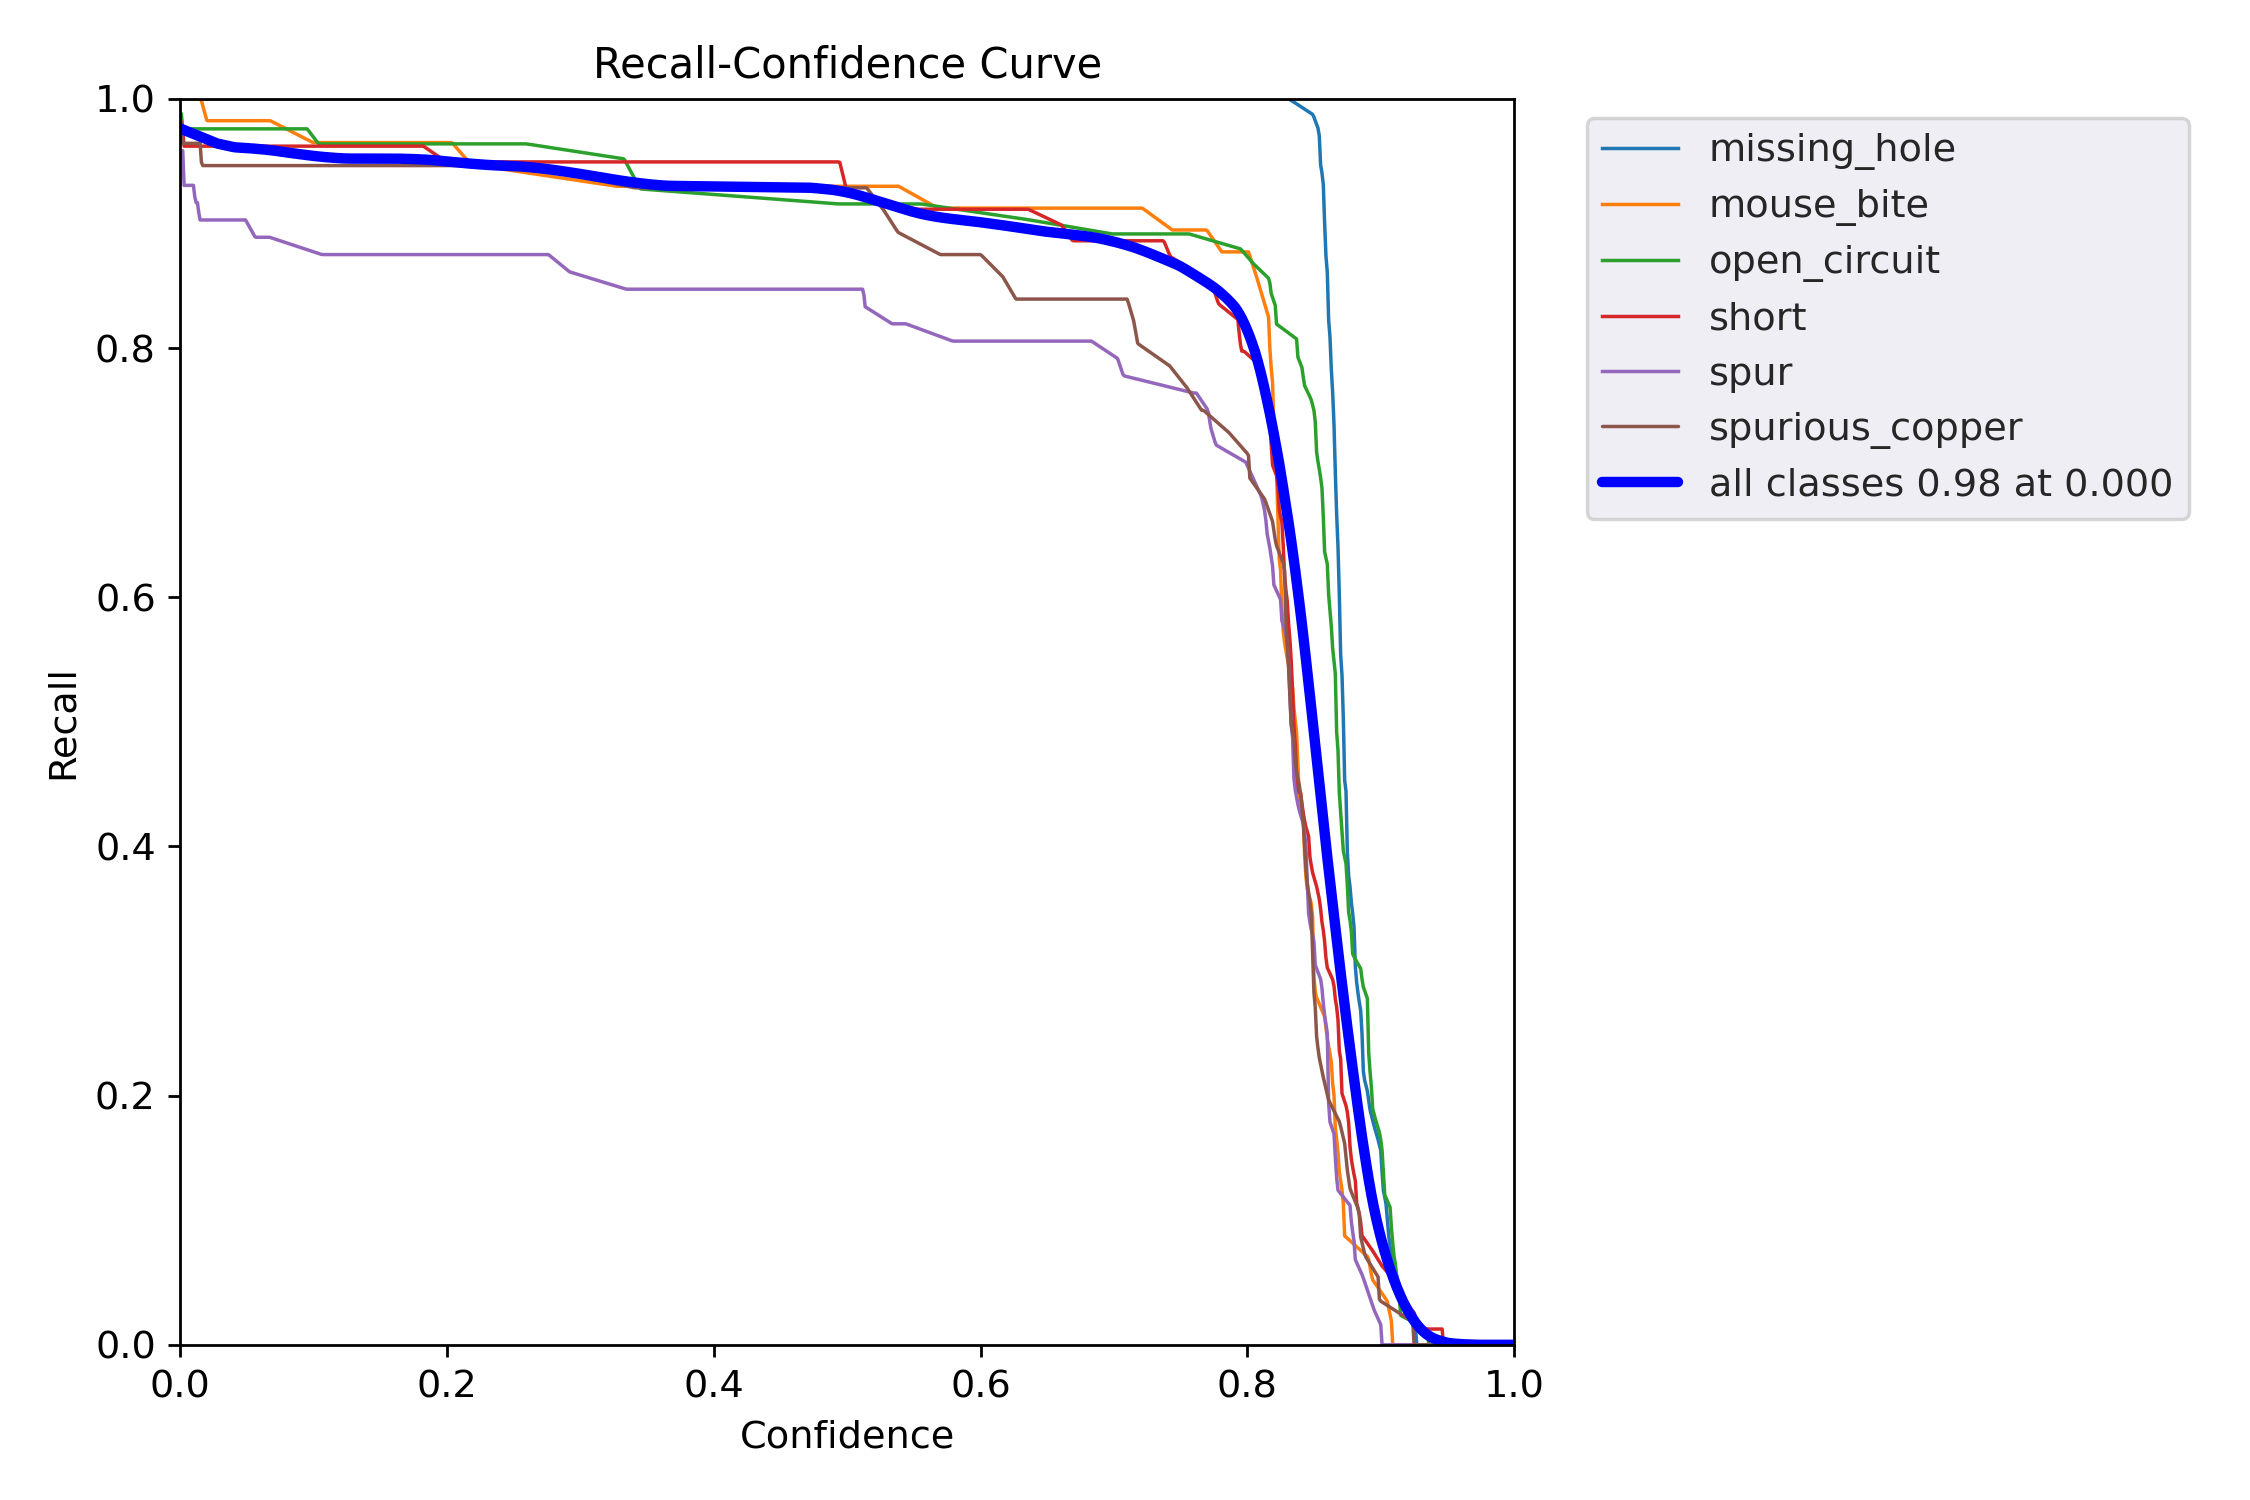 Recall-Confidence Curve
1.0
0.8
0.6
0.4
0.2
0.0
Recall
0.0 0.2 0.4 0.6 0.8 1.0
Confidence
missing_hole
mouse_bite
open_circuit
short
spur
spurious_copper
all classes 0.98 at 0.000